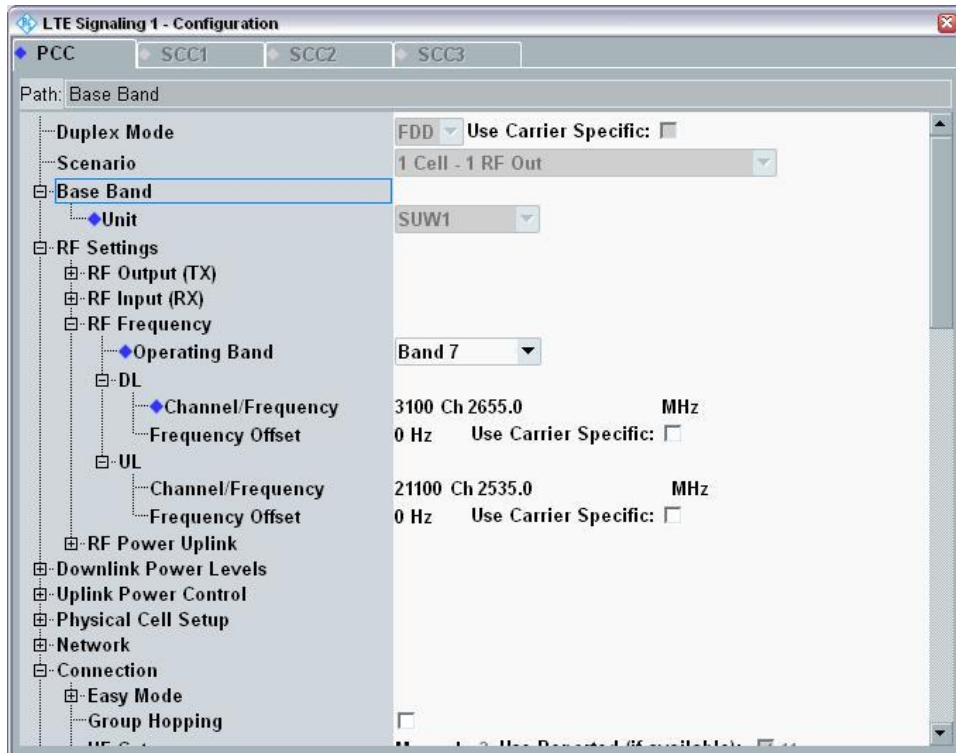 LTE Signaling 1 - Configuration
PCC SCC1 SCC2 SCC3
Path: Base Band
Duplex Mode FDD Use Carrier Specific:
Scenario 1 Cell - 1 RF Out
Base Band
Unit SUW1
RF Settings
RF Output (TX)
RF Input (RX)
RF Frequency
Operating Band Band 7
DL
Channel/Frequency 3100 Ch 2655.0 MHz
Frequency Offset 0 Hz Use Carrier Specific:
UL
Channel/Frequency 21100 Ch 2535.0 MHz
Frequency Offset 0 Hz Use Carrier Specific:
RF Power Uplink
Downlink Power Levels
Uplink Power Control
Physical Cell Setup
Network
Connection
Easy Mode
Group Hopping
Use Reported (if available):